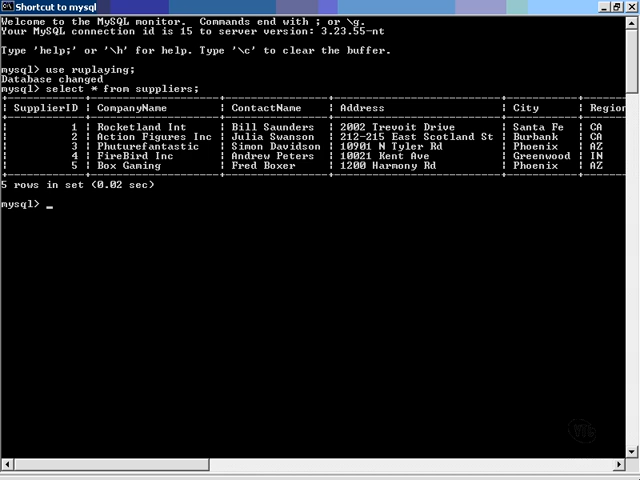 Shortcut to mysql
Welcome to the MySQL monitor.  Commands end with ; or \g.
Your MySQL connection id is 15 to server version: 3.23.55-nt
Type 'help;' or '\h' for help. Type '\c' to clear the buffer.
mysql> use ruplaying;
Database changed
mysql> select * from suppliers;
| SupplierID | CompanyName | ContactName | Address | City | Region
| 1 | Rocketland Int | Bill Saunders | 2002 Trevoit Drive | Santa Fe | CA
| 2 | Action Figures Inc | Julia Swanson | 212-215 East Scotland St | Burbank | CA
| 3 | Phuturefantastic | Simon Davidson | 10901 N Tyler Rd | Phoenix | AZ
| 4 | FireBird Inc | Andrew Peters | 10021 Kent Ave | Greenwood | IN
| 5 | Box Gaming | Fred Boxer | 1200 Harmony Rd | Phoenix | AZ
5 rows in set (0.02 sec)
mysql> _